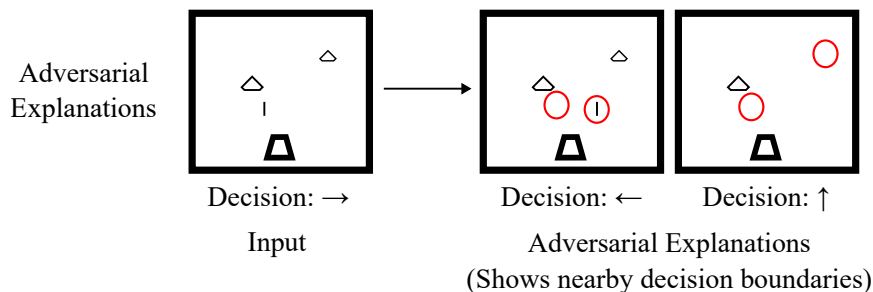 Adversarial
Explanations
Decision: →
Input
Decision: ←
Decision: ↑
Adversarial Explanations
(Shows nearby decision boundaries)